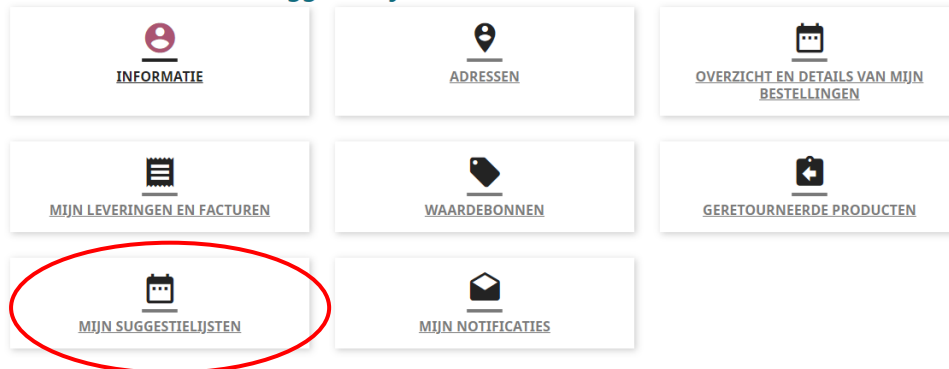 INFORMATIE
ADRESSEN
OVERZICHT EN DETAILS VAN MIJN
BESTELLINGEN
MIJN LEVERINGEN EN FACTUREN
WAARDEBONNEN
GERETOURNEERDE PRODUCTEN
MIJN SUGGESTIELIJSTEN
MIJN NOTIFICATIES